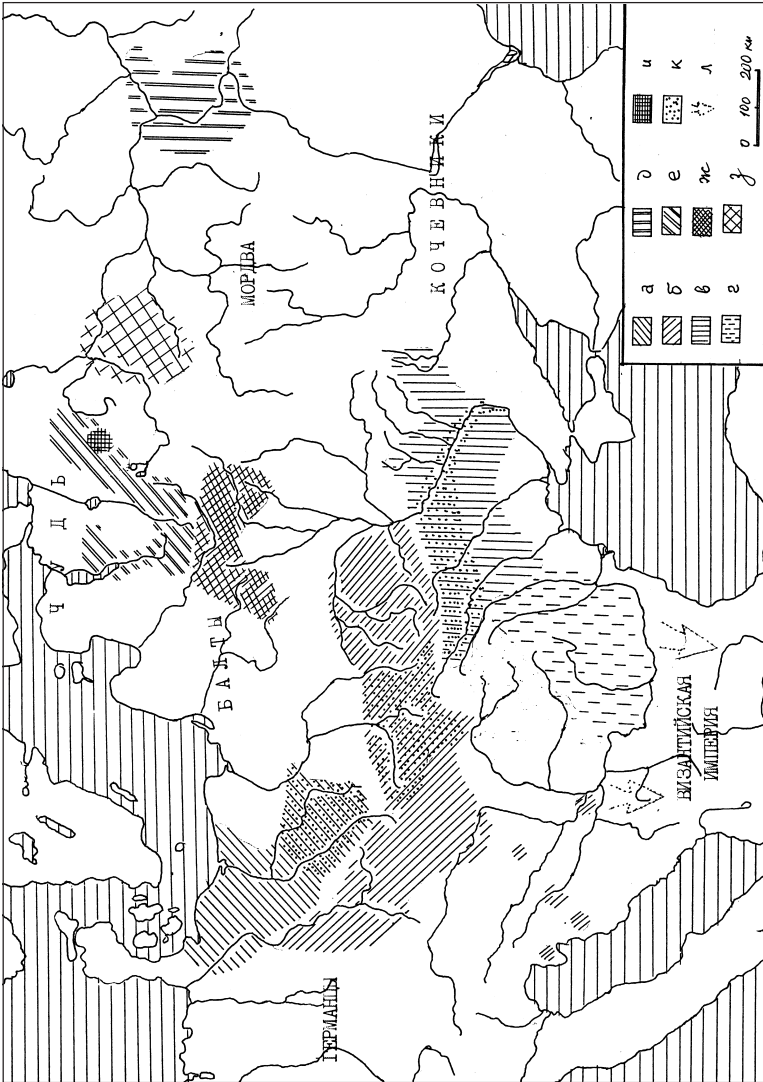 ЧУДЬ
БАЛТЫ
МОРДВА
КОЧЕВНИКИ
ГЕРМАНЦЫ
ВИЗАНТИЙСКАЯ
ИМПЕРИЯ
а
б
в
г
д
е
ж
з
и
к
л
0 100 200 км